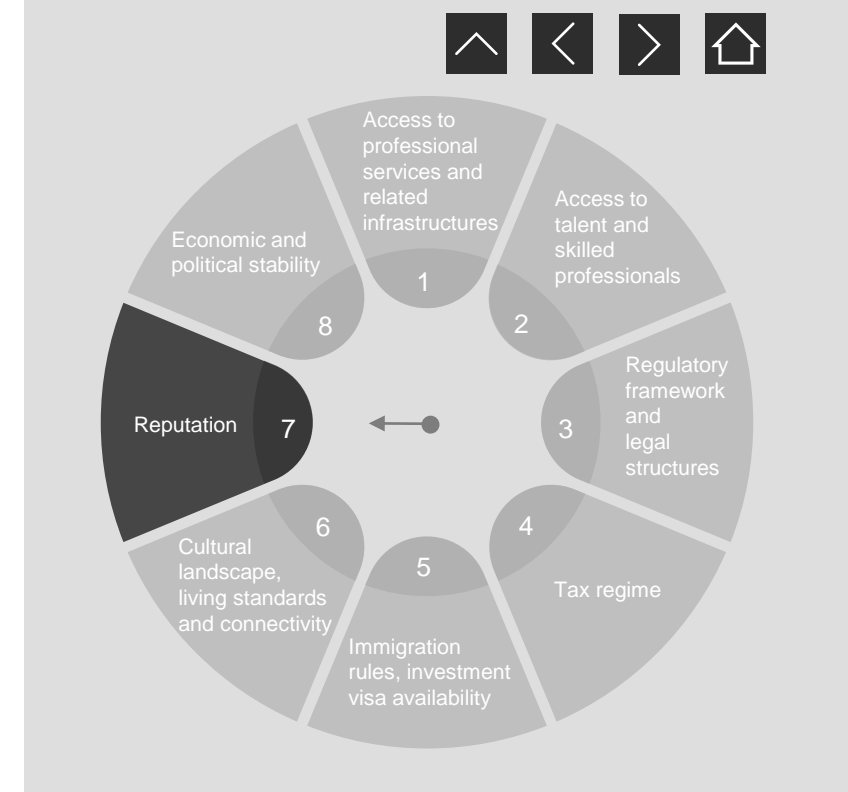 Access to
professional
services and
related
infrastructures
1
Access to
talent and
skilled
professionals
2
Regulatory
framework
and
legal
structures
3
Tax regime
4
Immigration
rules, investment
visa availability
5
Cultural
landscape,
living standards
and connectivity
6
Reputation
7
Economic and
political stability
8